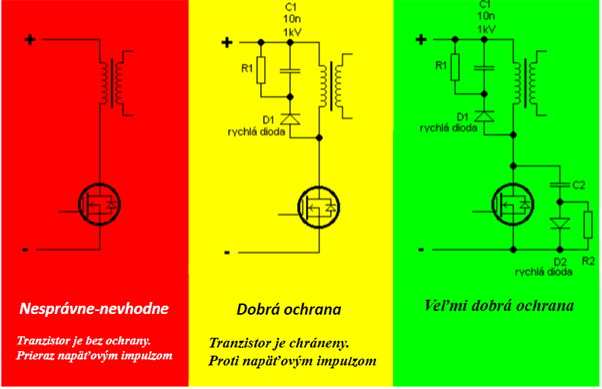 +
-
Nesprávne-nevhodne
Tranzistor je bez ochrany.
Prieraz napäťovým impulzom
C1
10n
1kV
+
R1
D1
rychlá dioda
-
Dobrá ochrana
Tranzistor je chráneny.
Proti napäťovým impulzom
C1
10n
1kV
+
R1
D1
rychlá dioda
C2
D2
R2
rychlá dioda
-
Veľmi dobrá ochrana